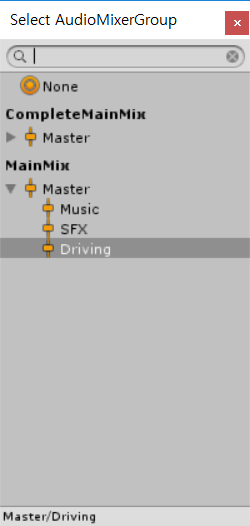 Select AudioMixerGroup
None
CompleteMainMix
Master
MainMix
Master
Music
SFX
Driving
Master/Driving